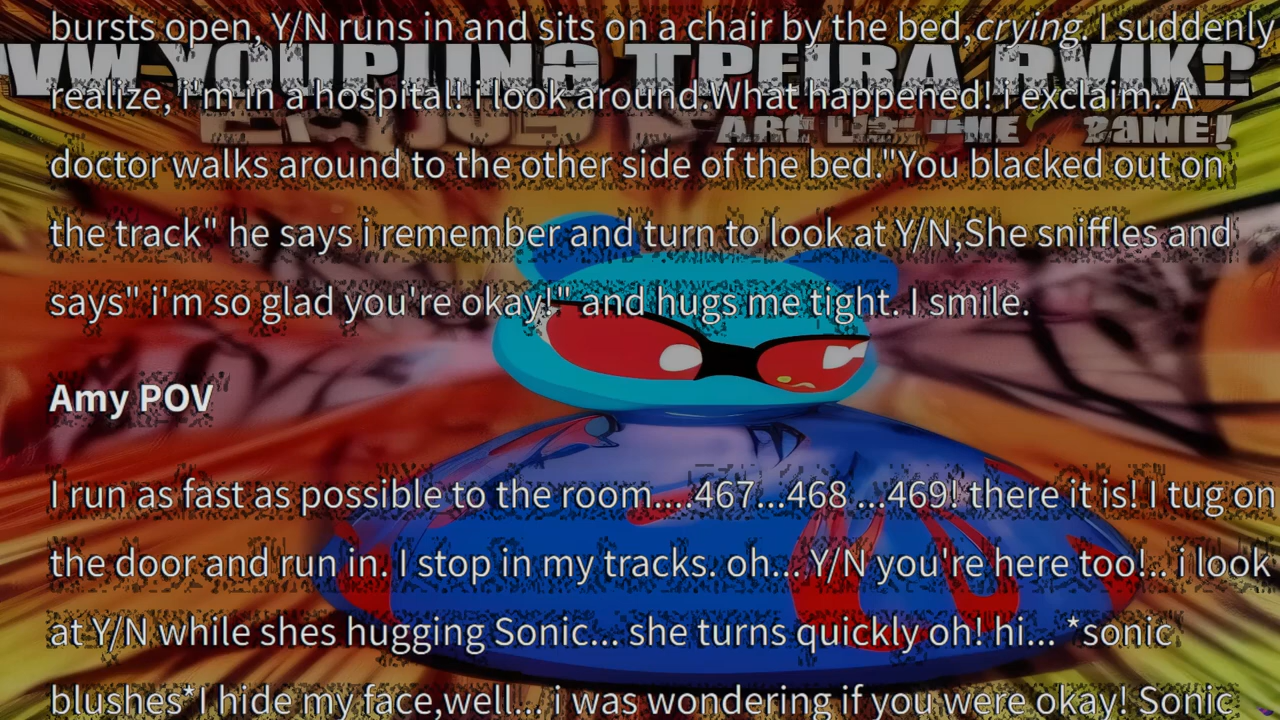 bursts open, Y/N runs in and sits on a chair by the bed,crying. I suddenly
realize, i'm in a hospital! i look around.What happened! i exclaim. A
doctor walks around to the other side of the bed."You blacked out on
the track" he says i remember and turn to look at Y/N,She sniffles and
says" i'm so glad you're okay!" and hugs me tight. I smile.
Amy POV
I run as fast as possible to the room....467...468 ...469! there it is! I tug on
the door and run in. I stop in my tracks. oh... Y/N you're here too!.. i look
at Y/N while shes hugging Sonic... she turns quickly oh! hi... *sonic
blushes*I hide my face,well... i was wondering if you were okay! Sonic